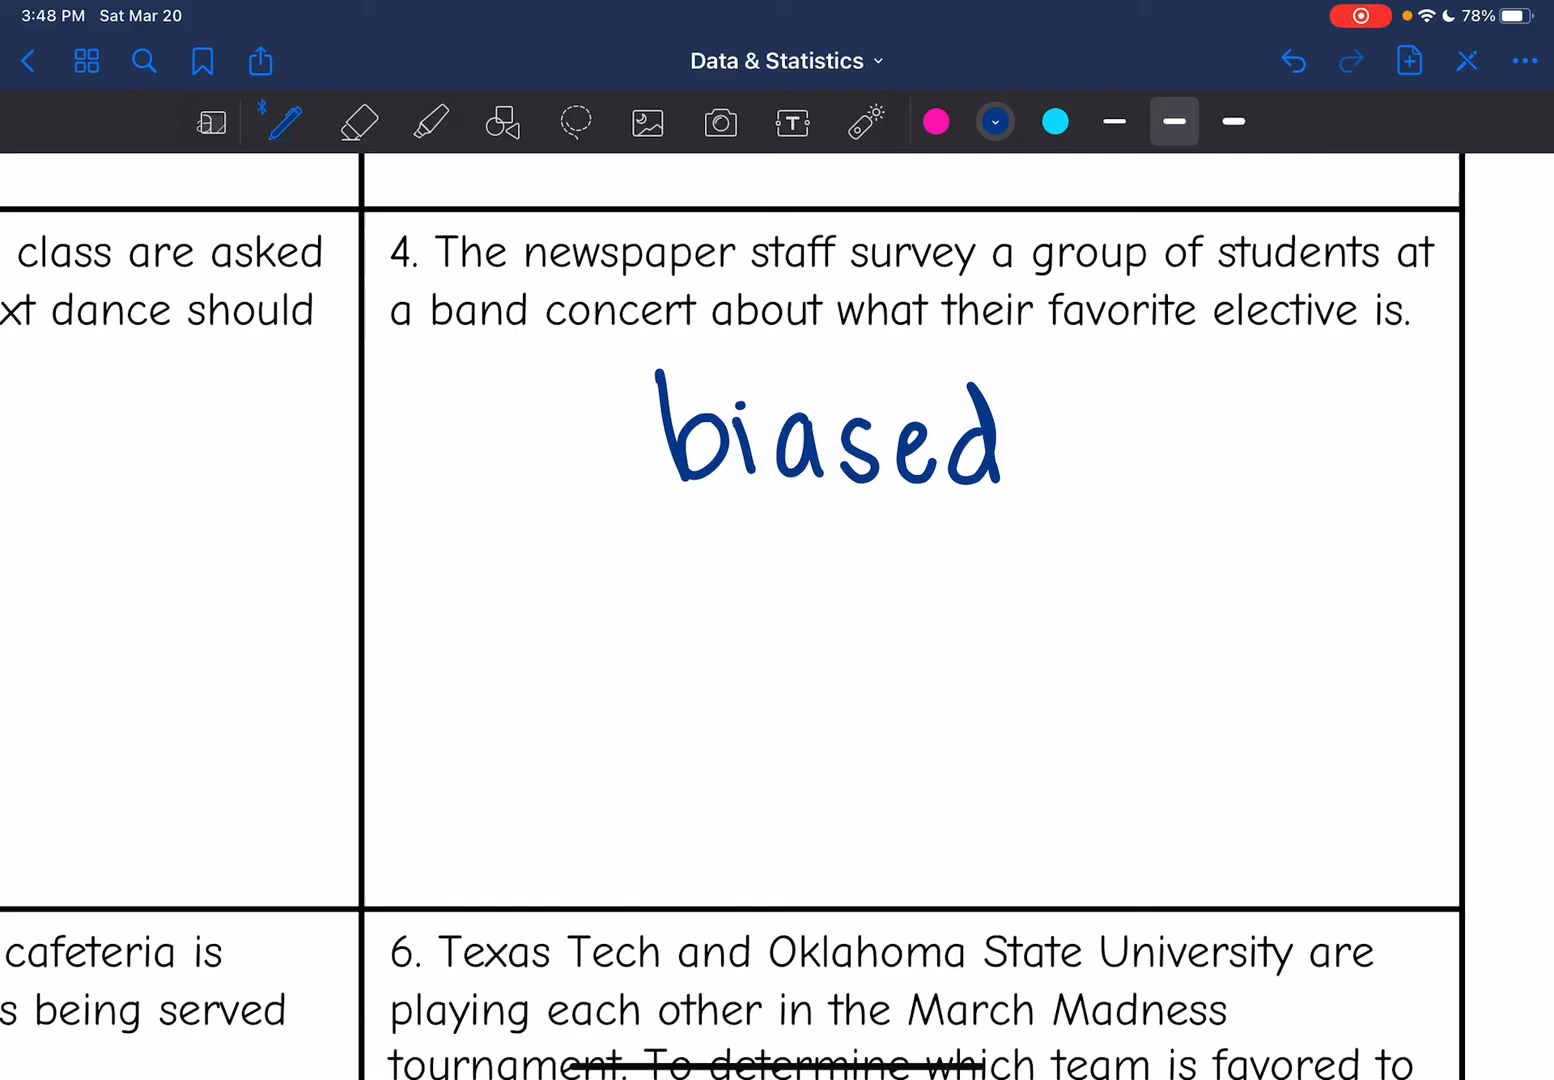 3:48 PM Sat Mar 20
78%
Data & Statistics
T
class are asked
xt dance should
4. The newspaper staff survey a group of students at
a band concert about what their favorite elective is.
biased
cafeteria is
s being served
6. Texas Tech and Oklahoma State University are
playing each other in the March Madness
tournament. To determine which team is favored to